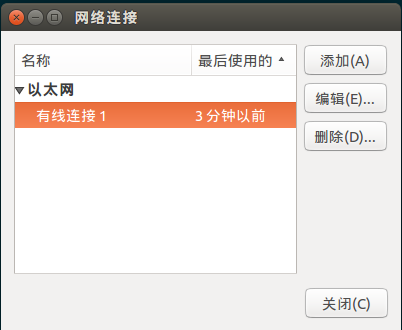 网络连接
名称 最后使用的
添加(A)
以太网
编辑(E)...
有线连接 1 3 分钟以前
删除(D)...
关闭(C)